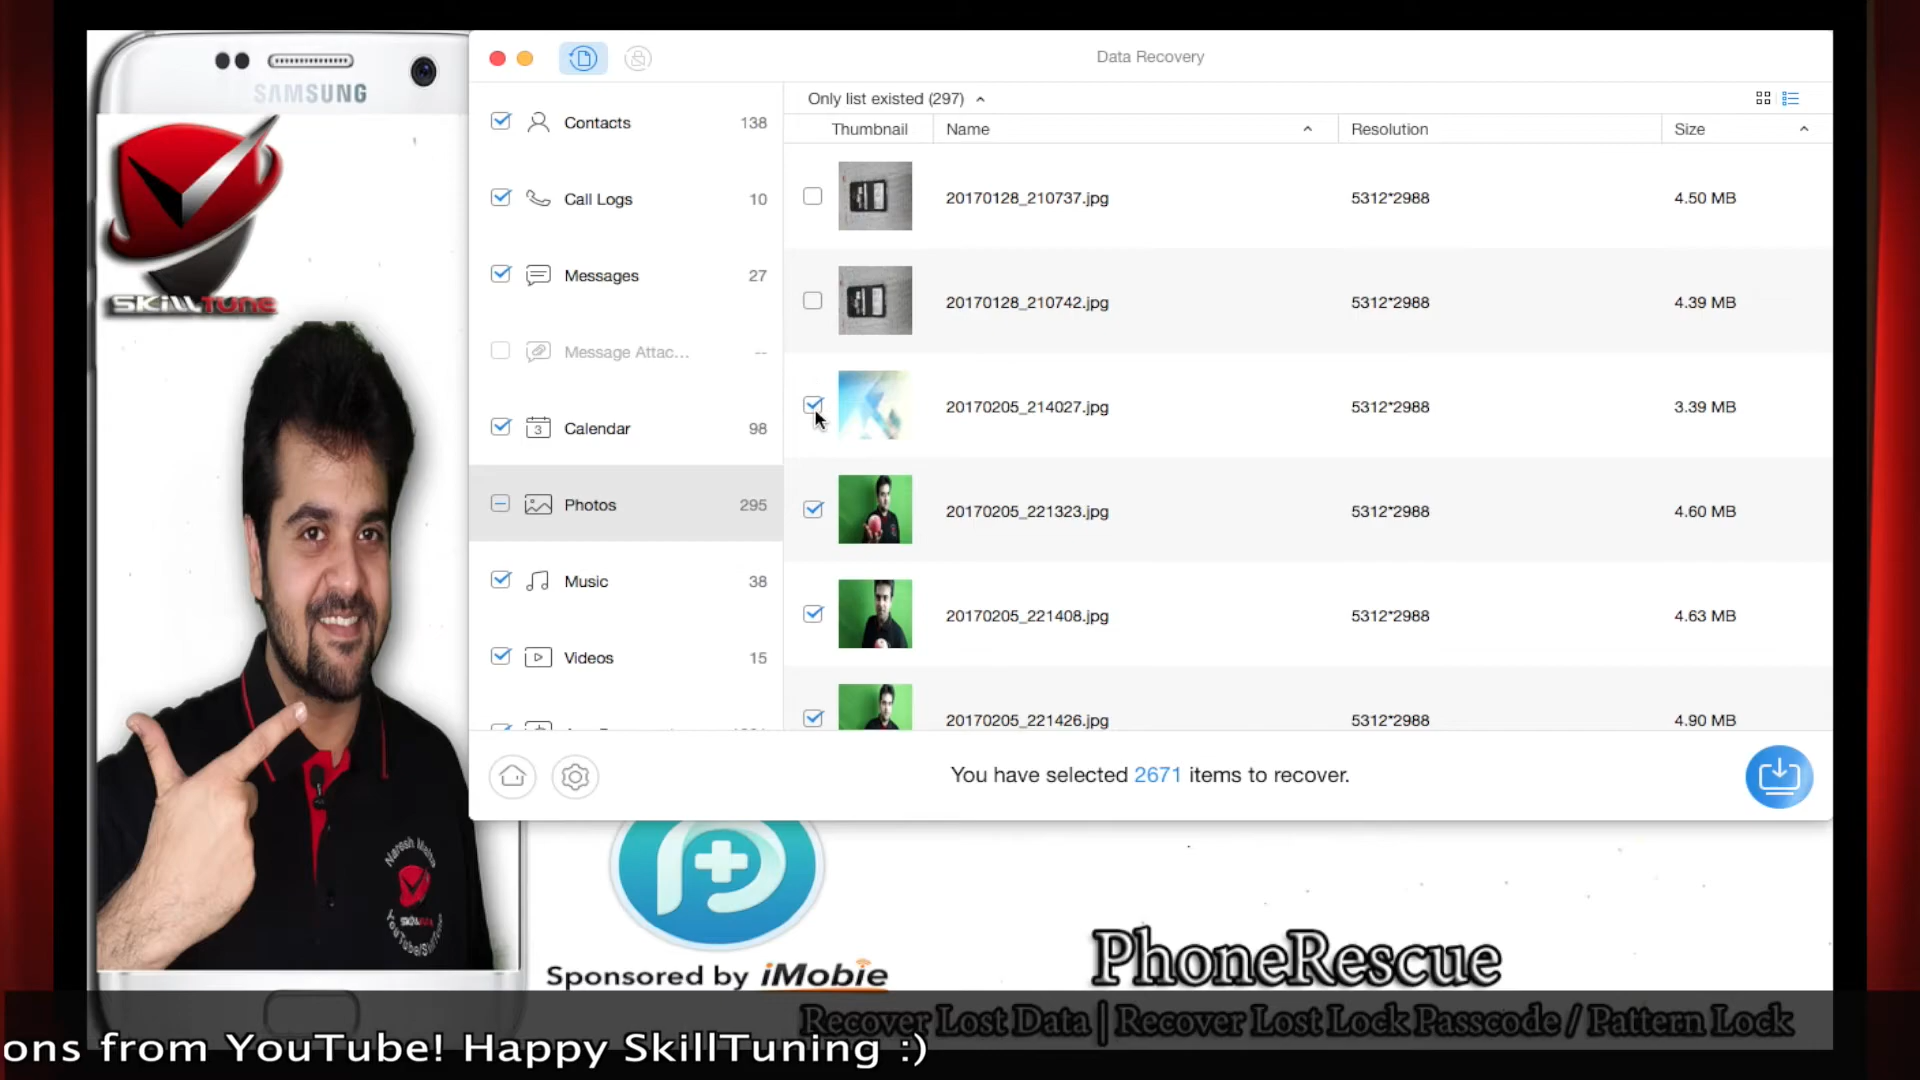 SAMSUNG
SKILLTUNE
Data Recovery
Only list existed (297)
Thumbnail Name Resolution Size
Contacts 138
Call Logs 10
Messages 27
Message Attac... --
3 Calendar 98
Photos 295
Music 38
Videos 15
20170128_210737.jpg 5312*2988 4.50 MB
20170128_210742.jpg 5312*2988 4.39 MB
20170205_214027.jpg 5312*2988 3.39 MB
20170205_221323.jpg 5312*2988 4.60 MB
20170205_221408.jpg 5312*2988 4.63 MB
20170205_221426.jpg 5312*2988 4.90 MB
You have selected 2671 items to recover.
Sponsored by iMobie
PhoneRescue
Recover Lost Data | Recover Lost Lock Passcode / Pattern Lock
ons from YouTube! Happy SkillTuning :)